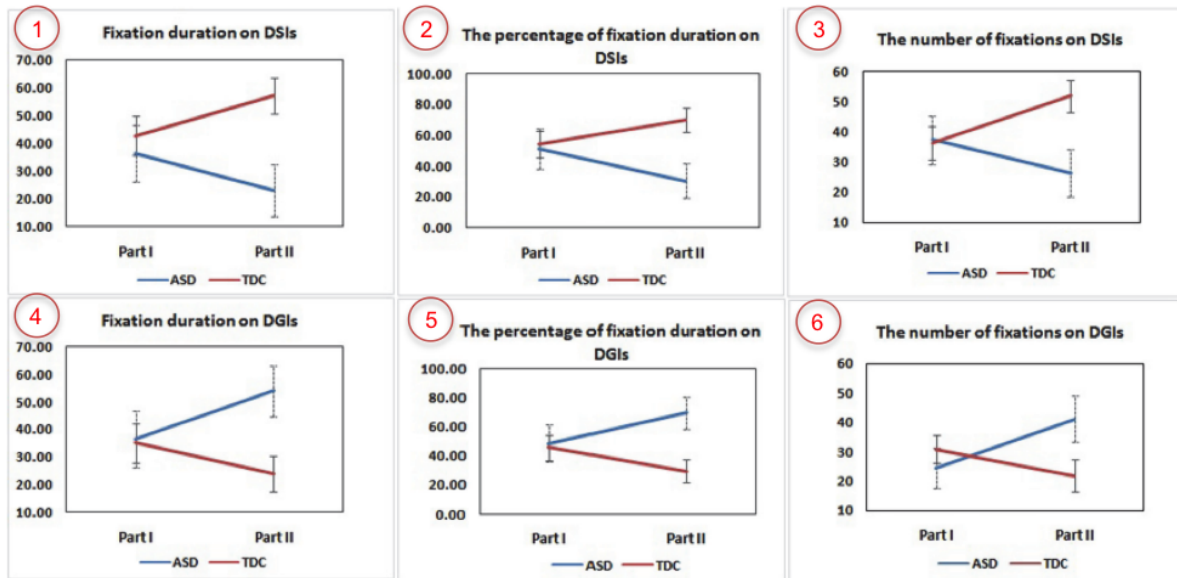 1
Fixation duration on DSIs
70.00
60.00
50.00
40.00
30.00
20.00
10.00
Part I Part II
ASD TDC
2
The percentage of fixation duration on
DSIs
100.00
80.00
60.00
40.00
20.00
0.00
Part I Part II
ASD TDC
3
The number of fixations on DSIs
60
50
40
30
20
10
Part I Part II
ASD TDC
4
Fixation duration on DGIs
70.00
60.00
50.00
40.00
30.00
20.00
10.00
Part I Part II
ASD TDC
5
The percentage of fixation duration on
DGIs
100.00
80.00
60.00
40.00
20.00
0.00
Part I Part II
ASD TDC
6
The number of fixations on DGIs
60
50
40
30
20
10
Part I Part II
ASD TDC